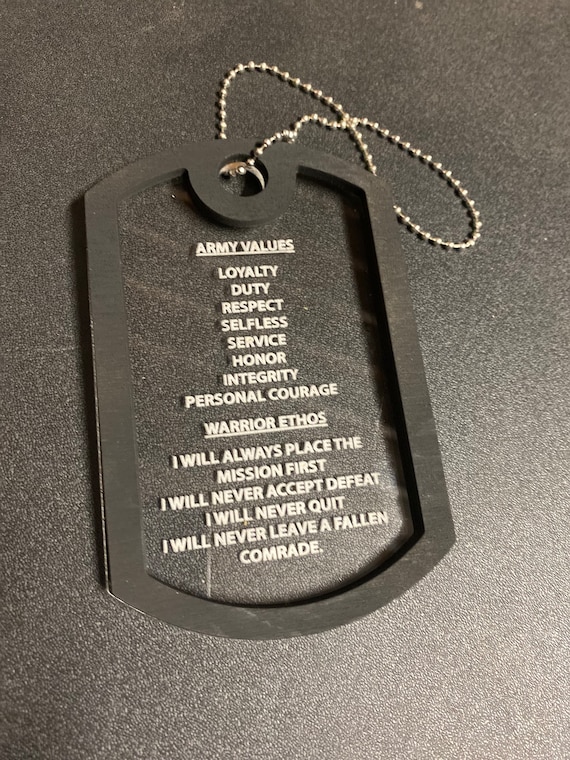 ARMY VALUES
LOYALTY
DUTY
RESPECT
SELFLESS
SERVICE
HONOR
INTEGRITY
PERSONAL COURAGE
WARRIOR ETHOS
I WILL ALWAYS PLACE THE
MISSION FIRST
I WILL NEVER ACCEPT DEFEAT
I WILL NEVER QUIT
I WILL NEVER LEAVE A FALLEN
COMRADE.